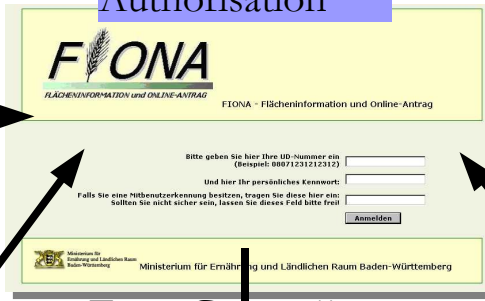 Authorisation
FIONA
FLÄCHENINFORMATION und ONLINE-ANTRAG
FIONA - Flächeninformation und Online-Antrag
Bitte geben Sie hier Ihre UD-Nummer ein
(Beispiel: 08071231212312)
Und hier Ihr persönliches Kennwort:
Falls Sie eine Mitbenutzerkennung besitzen, tragen Sie diese hier ein:
Sollten Sie nicht sicher sein, lassen Sie dieses Feld bitte frei!
Anmelden
Ministerium für
Ernährung und Ländlichen Raum
Baden-Württemberg
Ministerium für Ernährung und Ländlichen Raum Baden-Württemberg